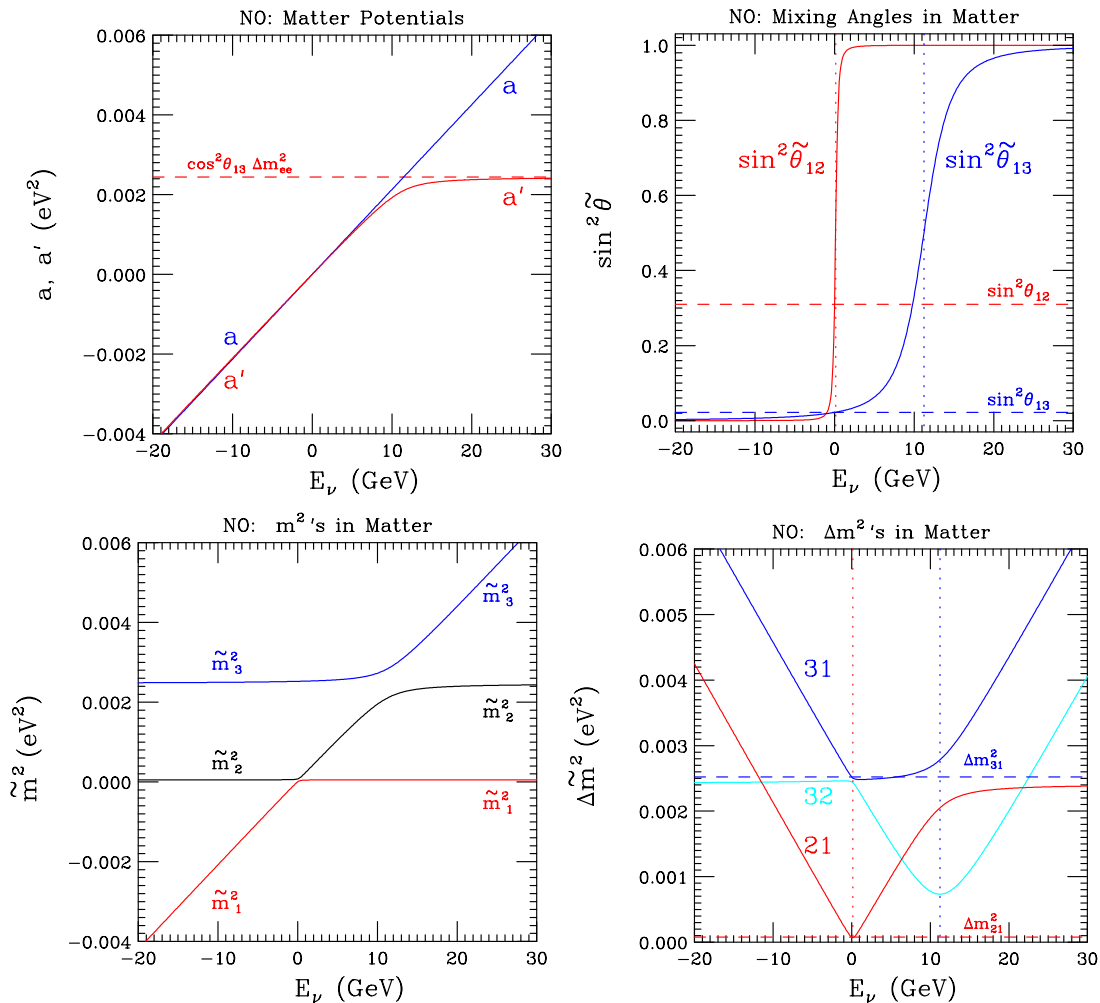 NO: Matter Potentials
0.006
0.004
0.002
0.000
−0.002
−0.004
a, a' (eV²)
cos²θ₁₃ Δm²ₑₑ
a
a'
a
a'
−20 −10 0 10 20 30
E_ν (GeV)
NO: Mixing Angles in Matter
1.0
0.8
0.6
0.4
0.2
0.0
sin² θ̃
sin²θ̃₁₂
sin²θ̃₁₃
sin²θ₁₂
sin²θ₁₃
−20 −10 0 10 20 30
E_ν (GeV)
NO: m²'s in Matter
0.006
0.004
0.002
0.000
−0.002
−0.004
m̃² (eV²)
m̃²₃
m̃²₃
m̃²₂
m̃²₂
m̃²₁
m̃²₁
−20 −10 0 10 20 30
E_ν (GeV)
NO: Δm²'s in Matter
0.006
0.005
0.004
0.003
0.002
0.001
0.000
Δm̃² (eV²)
31
32
21
Δm²₃₁
Δm²₂₁
−20 −10 0 10 20 30
E_ν (GeV)